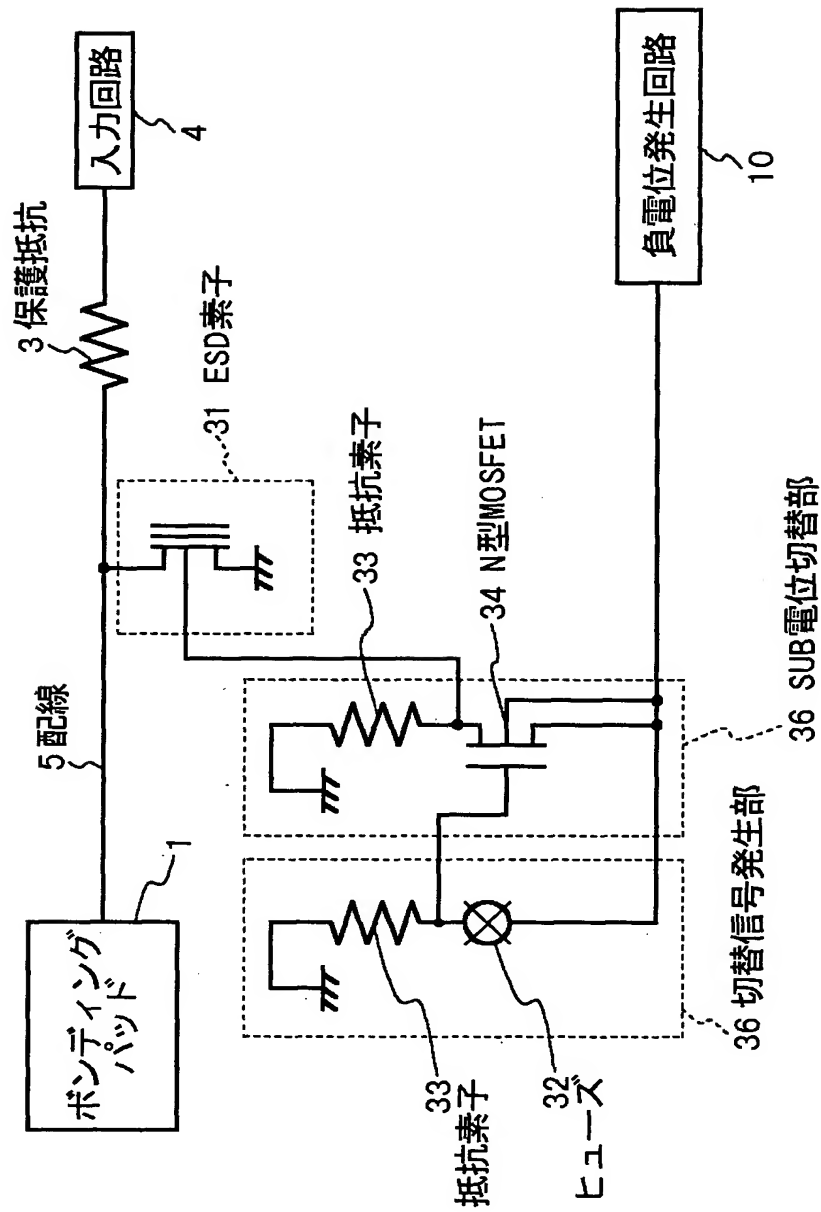 ボンディング
パッド
1
5 配線
3 保護抵抗
入力回路
4
31 ESD素子
33 抵抗素子
34 N型MOSFET
36 SUB電位切替部
33
抵抗素子
32
ヒューズ
36 切替信号発生部
負電位発生回路
10